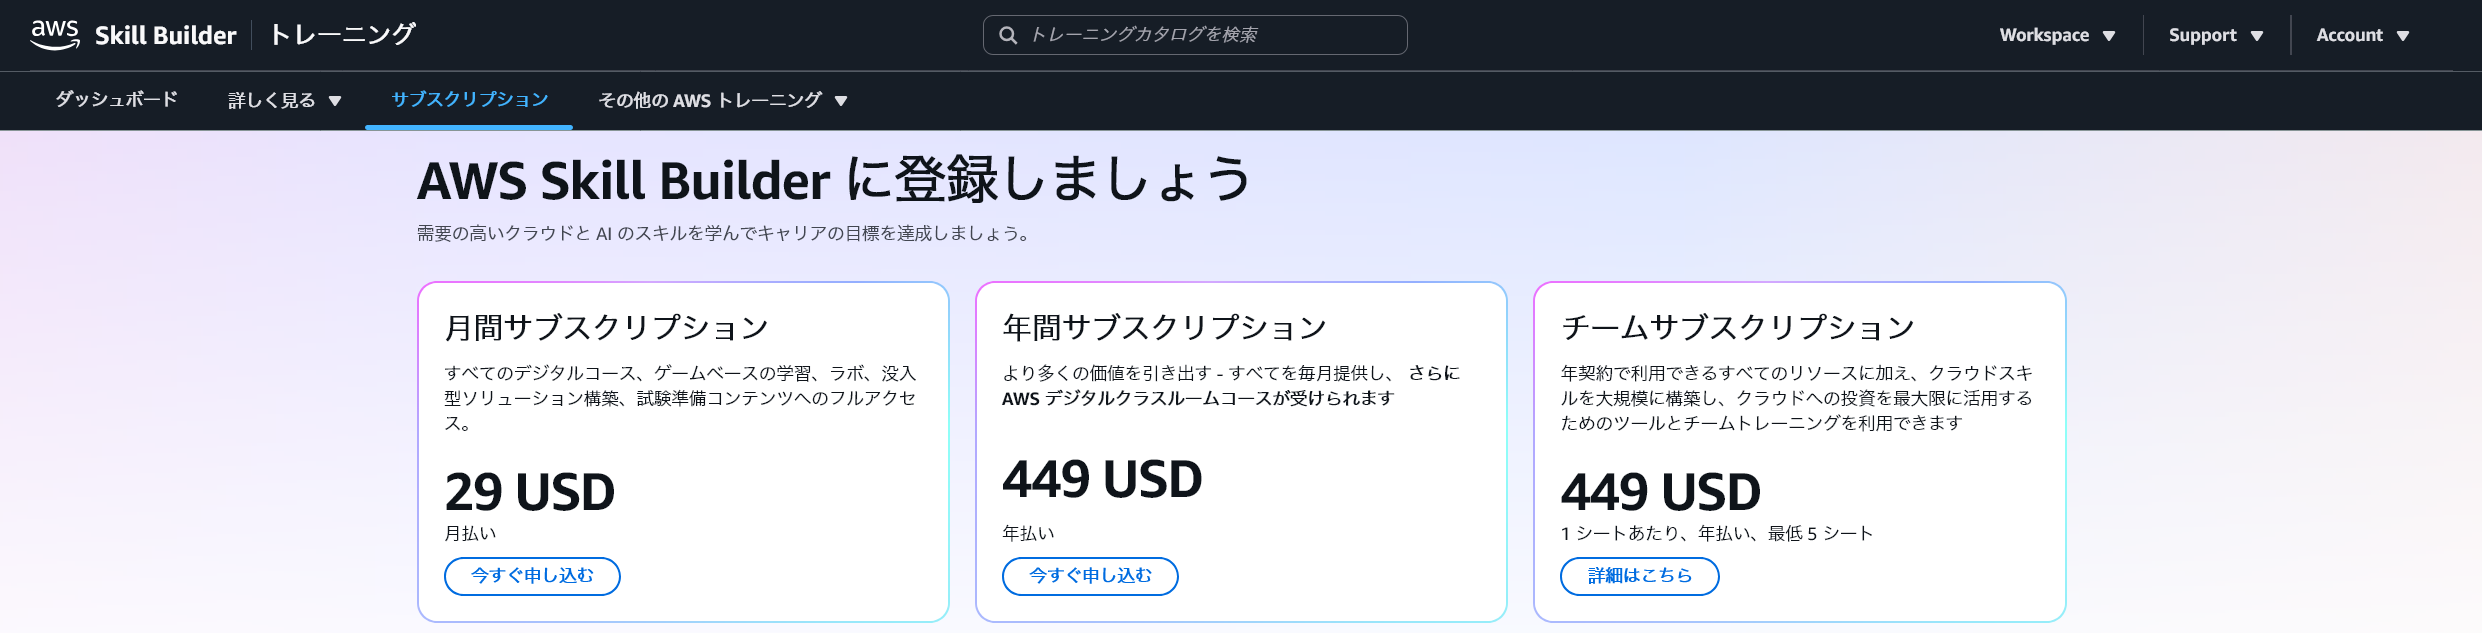 aws Skill Builder トレーニング
トレーニングカタログを検索
Workspace
Support
Account
ダッシュボード
詳しく見る
サブスクリプション
その他の AWS トレーニング
AWS Skill Builder に登録しましょう
需要の高いクラウドと AI のスキルを学んでキャリアの目標を達成しましょう。
月間サブスクリプション
すべてのデジタルコース、ゲームベースの学習、ラボ、没入
型ソリューション構築、試験準備コンテンツへのフルアクセ
ス。
29 USD
月払い
今すぐ申し込む
年間サブスクリプション
より多くの価値を引き出す - すべてを毎月提供し、 さらに
AWS デジタルクラスルームコースが受けられます
449 USD
年払い
今すぐ申し込む
チームサブスクリプション
年契約で利用できるすべてのリソースに加え、クラウドスキ
ルを大規模に構築し、クラウドへの投資を最大限に活用する
ためのツールとチームトレーニングを利用できます
449 USD
1 シートあたり、年払い、最低 5 シート
詳細はこちら